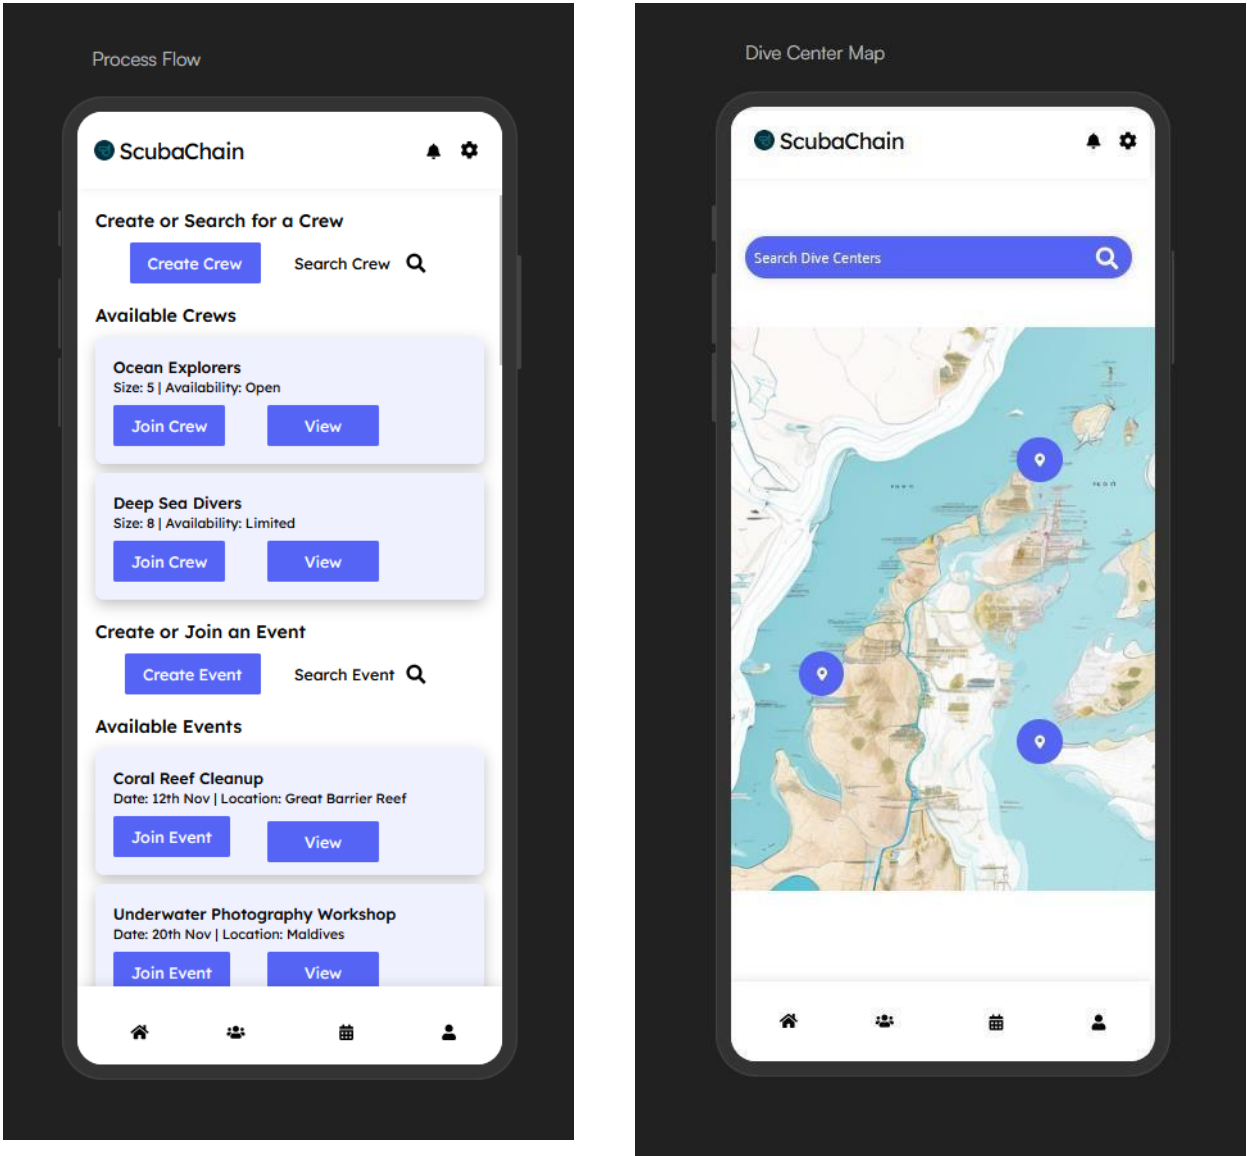 Process Flow
ScubaChain
Create or Search for a Crew
Create Crew
Search Crew
Available Crews
Ocean Explorers
Size: 5 | Availability: Open
Join Crew
View
Deep Sea Divers
Size: 8 | Availability: Limited
Join Crew
View
Create or Join an Event
Create Event
Search Event
Available Events
Coral Reef Cleanup
Date: 12th Nov | Location: Great Barrier Reef
Join Event
View
Underwater Photography Workshop
Date: 20th Nov | Location: Maldives
Join Event
View
Dive Center Map
ScubaChain
Search Dive Centers